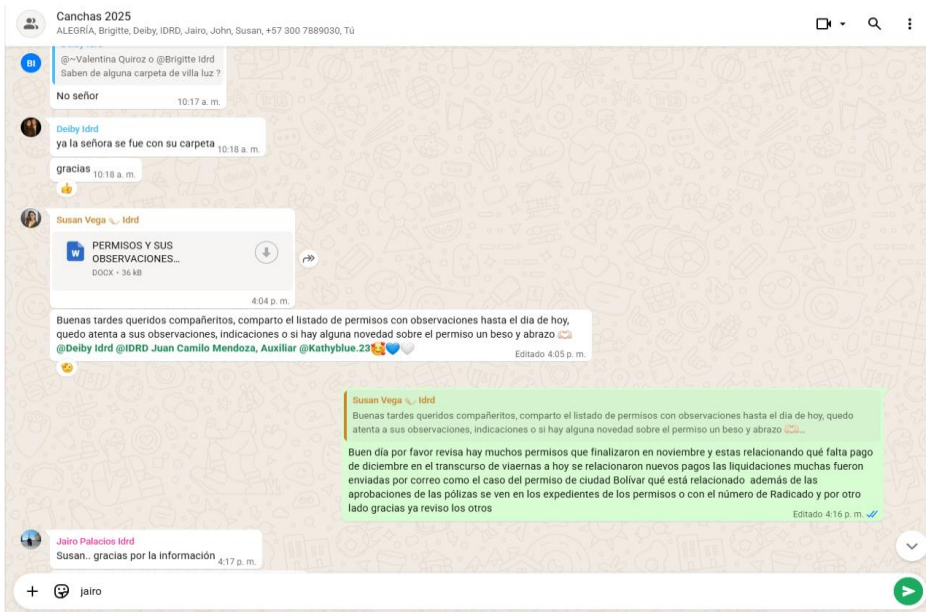 Canchas 2025
ALEGRÍA, Brigitte, Deiby, IDRD, Jairo, John, Susan, +57 300 7889030, Tú
BI
@~Valentina Quiroz o @Brigitte Idrd
Saben de alguna carpeta de villa luz ?
No señor
10:17 a. m.
Deiby Idrd
ya la señora se fue con su carpeta
10:18 a. m.
gracias
10:18 a. m.
Susan Vega Idrd
W
PERMISOS Y SUS
OBSERVACIONES...
DOCX • 36 kB
4:04 p. m.
Buenas tardes queridos compañeritos, comparto el listado de permisos con observaciones hasta el dia de hoy,
quedo atenta a sus observaciones, indicaciones o si hay alguna novedad sobre el permiso un beso y abrazo 🫶🏻
@Deiby Idrd @IDRD Juan Camilo Mendoza, Auxiliar @Kathyblue.23🥰💙🤍
Editado 4:05 p. m.
Susan Vega Idrd
Buenas tardes queridos compañeritos, comparto el listado de permisos con observaciones hasta el dia de hoy, quedo
atenta a sus observaciones, indicaciones o si hay alguna novedad sobre el permiso un beso y abrazo 🫶🏻...
Buen día por favor revisa hay muchos permisos que finalizaron en noviembre y estas relacionando qué falta pago
de diciembre en el transcurso de viaernas a hoy se relacionaron nuevos pagos las liquidaciones muchas fueron
enviadas por correo como el caso del permiso de ciudad Bolívar qué está relacionado además de las
aprobaciones de las pólizas se ven en los expedientes de los permisos o con el número de Radicado y por otro
lado gracias ya reviso los otros
Editado 4:16 p. m.
Jairo Palacios Idrd
Susan.. gracias por la información
4:17 p. m.
jairo